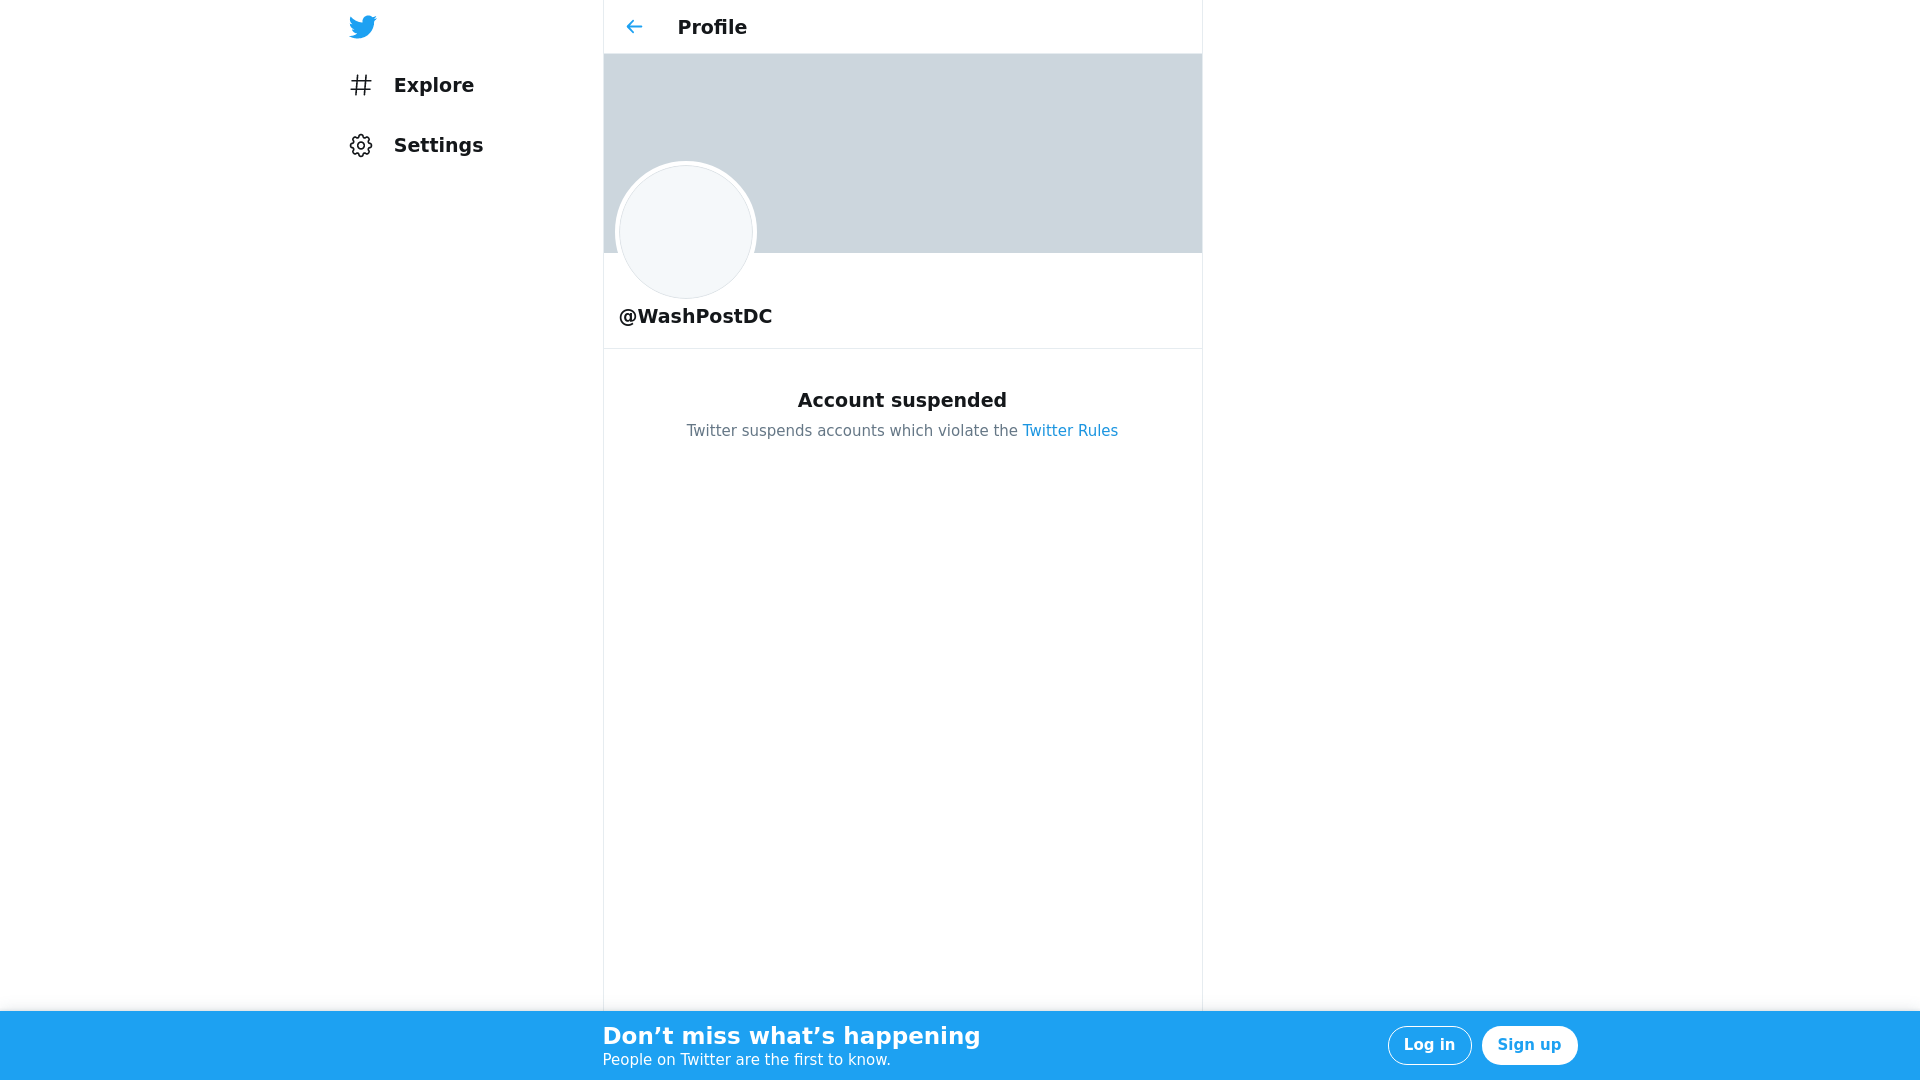 Profile
Explore
Settings
@WashPostDC
Account suspended
Twitter suspends accounts which violate the Twitter Rules
Don’t miss what’s happening
People on Twitter are the first to know.
Log in
Sign up